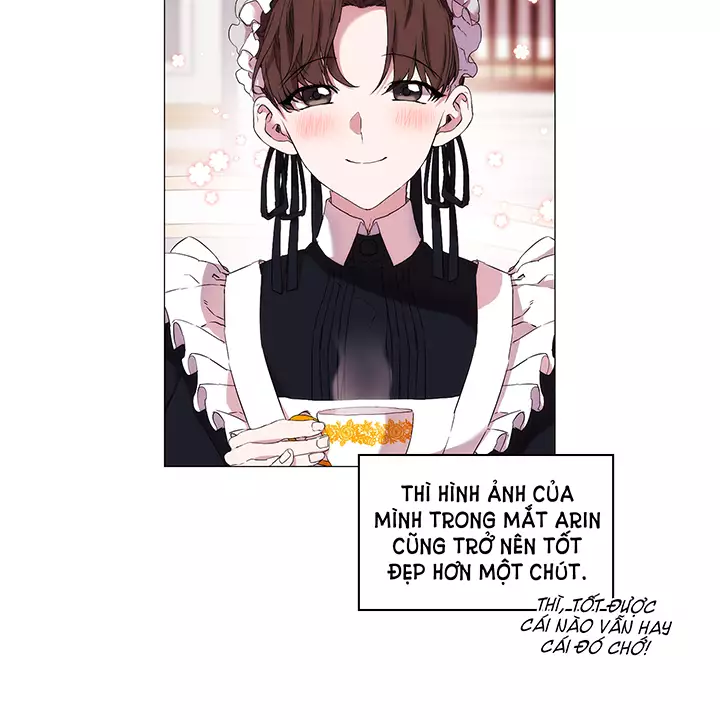 THÌ HÌNH ẢNH CỦA
MÌNH TRONG MẮT ARIN
CŨNG TRỞ NÊN TỐT
ĐẸP HƠN MỘT CHÚT.
THÌ, TỐT ĐƯỢC
CÁI NÀO VẪN HAY
CÁI ĐÓ CHỚ!